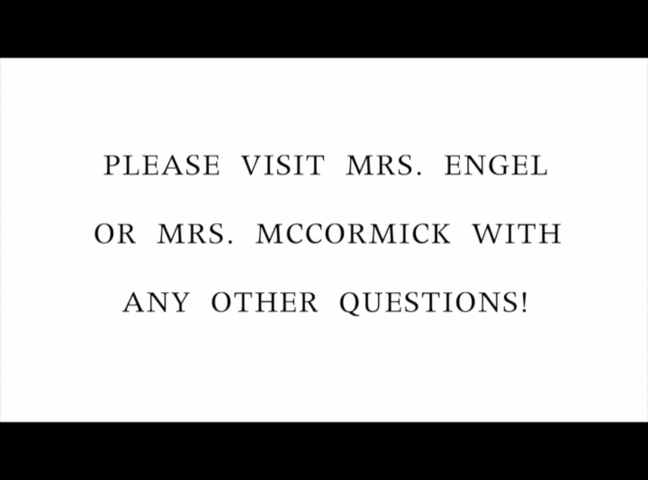 PLEASE VISIT MRS. ENGEL
OR MRS. MCCORMICK WITH
ANY OTHER QUESTIONS!